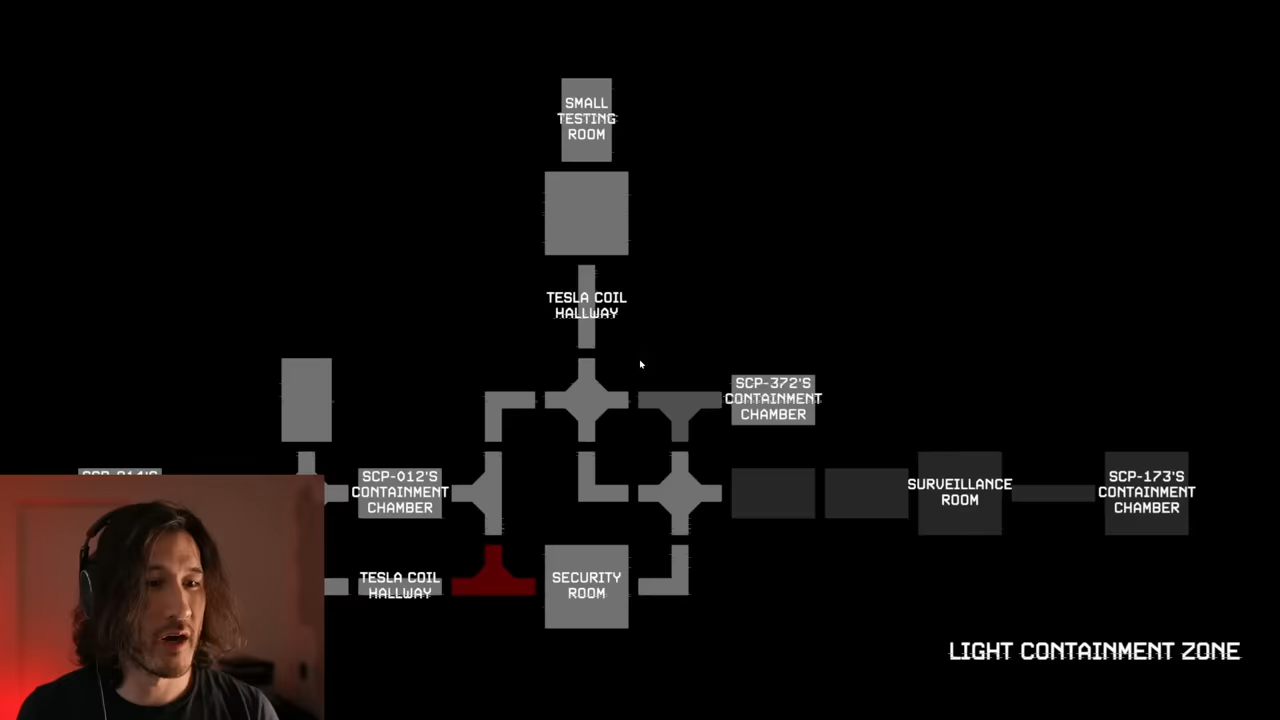 SMALL
TESTING
ROOM
TESLA COIL
HALLWAY
SCP-372'S
CONTAINMENT
CHAMBER
SCP-012'S
CONTAINMENT
CHAMBER
SURVEILLANCE
ROOM
SCP-173'S
CONTAINMENT
CHAMBER
TESLA COIL
HALLWAY
SECURITY
ROOM
LIGHT CONTAINMENT ZONE